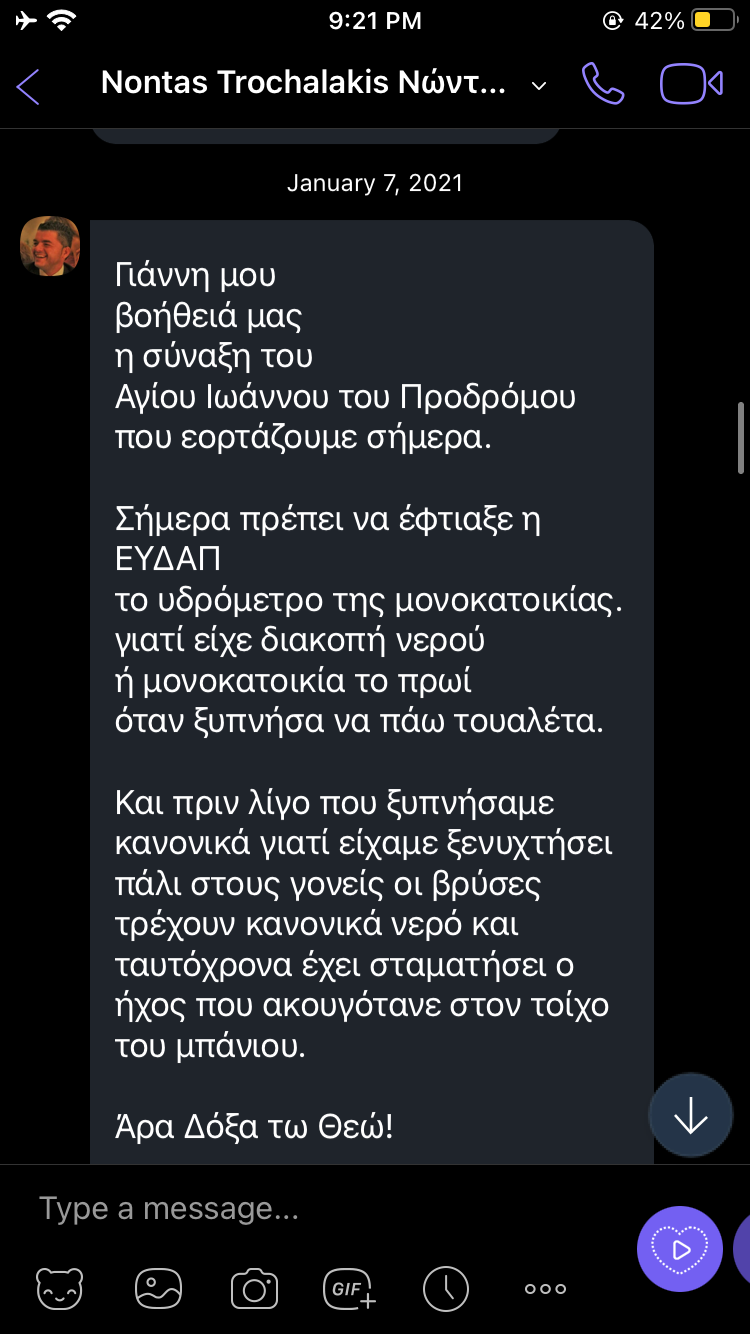 9:21 PM
42%
Nontas Trochalakis Νώντ...
January 7, 2021
Γιάννη μου
βοήθειά μας
η σύναξη του
Αγίου Ιωάννου του Προδρόμου
που εορτάζουμε σήμερα.
Σήμερα πρέπει να έφτιαξε η
ΕΥΔΑΠ
το υδρόμετρο της μονοκατοικίας.
γιατί είχε διακοπή νερού
ή μονοκατοικία το πρωί
όταν ξυπνήσα να πάω τουαλέτα.
Και πριν λίγο που ξυπνήσαμε
κανονικά γιατί είχαμε ξενυχτήσει
πάλι στους γονείς οι βρύσες
τρέχουν κανονικά νερό και
ταυτόχρονα έχει σταματήσει ο
ήχος που ακουγότανε στον τοίχο
του μπάνιου.
Άρα Δόξα τω Θεώ!
Type a message...
GIF